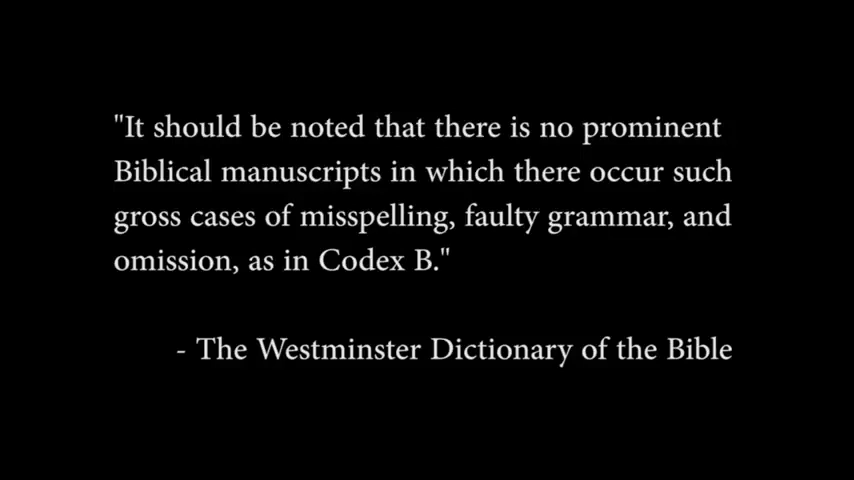 "It should be noted that there is no prominent
Biblical manuscripts in which there occur such
gross cases of misspelling, faulty grammar, and
omission, as in Codex B."
- The Westminster Dictionary of the Bible